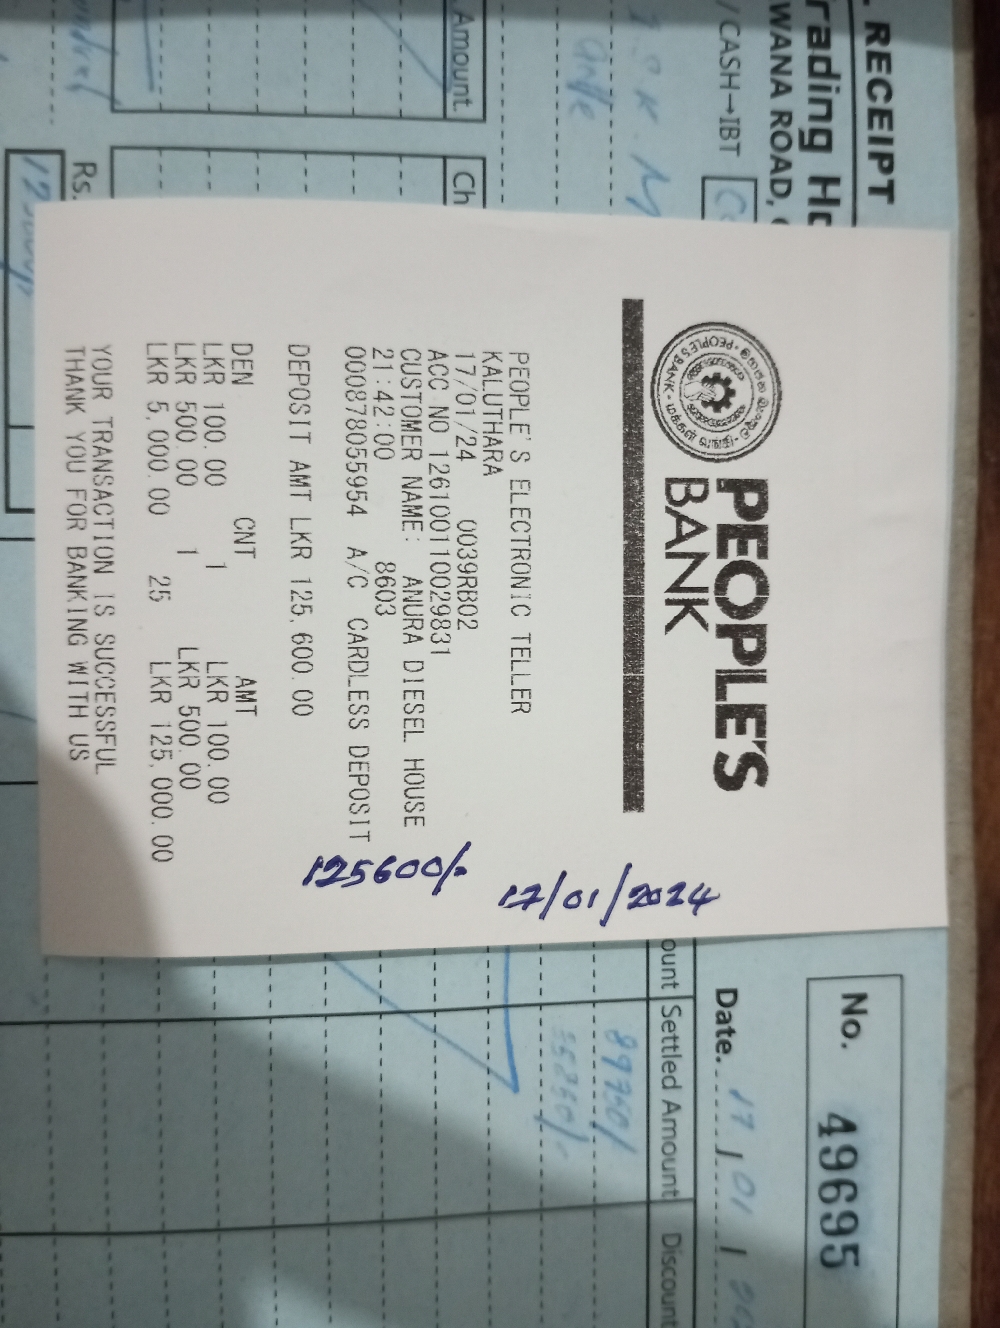 PEOPLE'S
BANK
PEOPLE'S ELECTRONIC TELLER
KALUTHARA
17/01/24 0039RB02
ACC NO 126100110029831
CUSTOMER NAME: ANURA DIESEL HOUSE
21:42:00 8603
000878055954 A/C CARDLESS DEPOSIT
DEPOSIT AMT LKR 125,600.00
DEN CNT AMT
LKR 100.00 1 LKR 100.00
LKR 500.00 1 LKR 500.00
LKR 5,000.00 25 LKR 125,000.00
YOUR TRANSACTION IS SUCCESSFUL
THANK YOU FOR BANKING WITH US
17/01/2024
125600/-
RECEIPT
No. 49695
rading Ho
WANA ROAD,
/ CASH→IBT
Date. 17/01/
Amount.
Ch
ount
Settled Amount
Discount
89750/-
Rs.